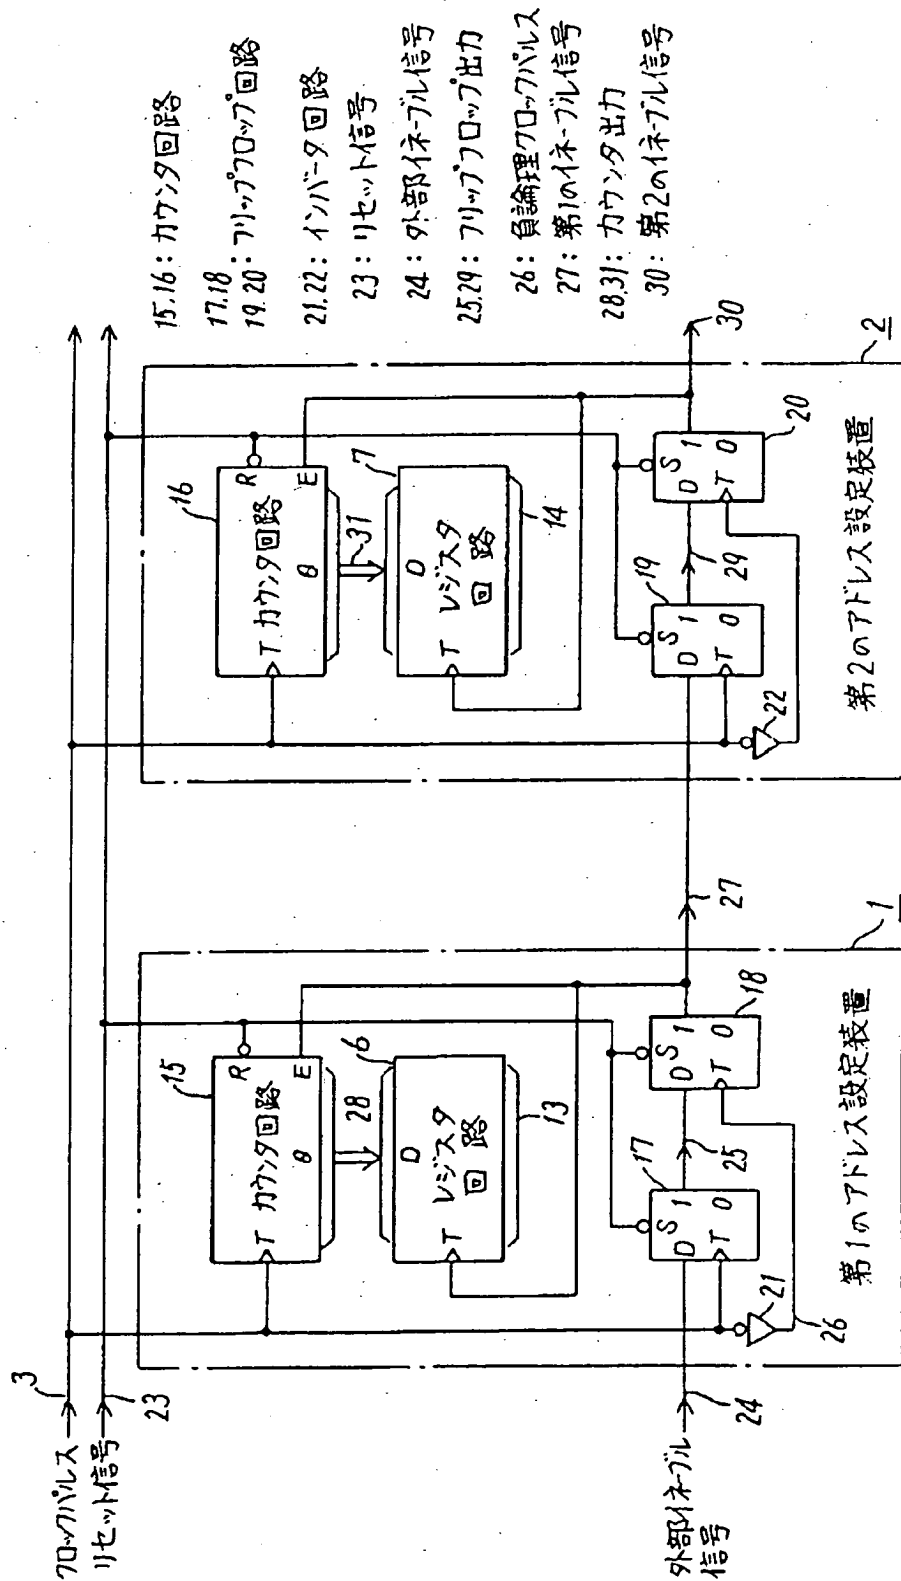 クロックパルス
3
リセット信号
23
15
T カウンタ回路
R
E
θ
28
6
D
T レジスタ
回路
13
17
D S 1
T 0
25
18
D S 1
T 0
21
26
外部イネーブル
信号
24
第1のアドレス設定装置
1
27
16
T カウンタ回路
R
E
θ
31
7
D
T レジスタ
回路
14
19
D S 1
T 0
29
20
D S 1
T 0
22
第2のアドレス設定装置
2
30
15.16:カウンタ回路
17.18
19.20:フリップフロップ回路
21.22:インバータ回路
23:リセット信号
24:外部イネーブル信号
25.29:フリップフロップ出力
26:負論理クロックパルス
27:第1のイネーブル信号
28.31:カウンタ出力
30:第2のイネーブル信号